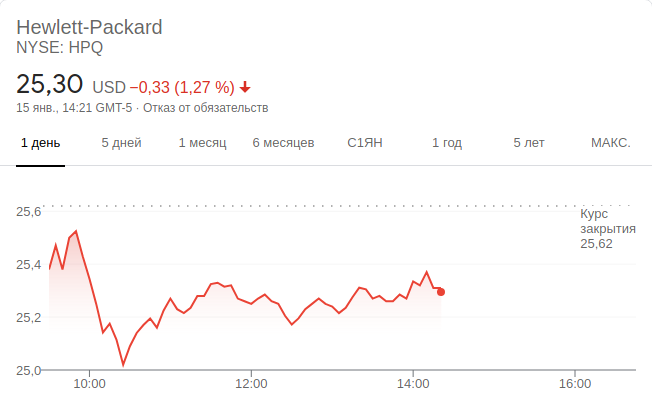 Hewlett-Packard
NYSE: HPQ
25,30 USD −0,33 (1,27 %)
15 янв., 14:21 GMT-5 · Отказ от обязательств
1 день 5 дней 1 месяц 6 месяцев С1ЯН 1 год 5 лет МАКС.
25,6
Курс
закрытия
25,62
25,4
25,2
25,0
10:00 12:00 14:00 16:00